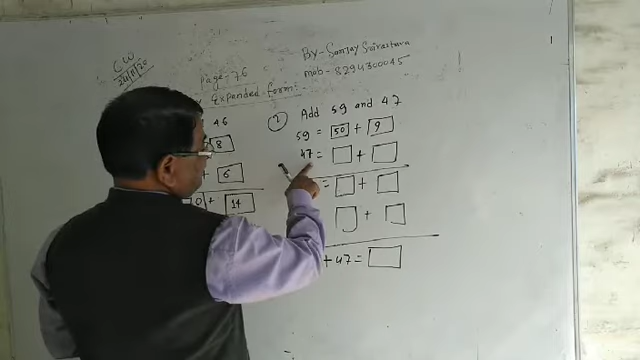 CW
By-Sanjay Srivastava
page-76
mob-8294300045
Expanded form:
46
8
6
0 + 14
2 Add 59 and 47
59 = 50 + 9
47 = +
= +
+
+ 47 =